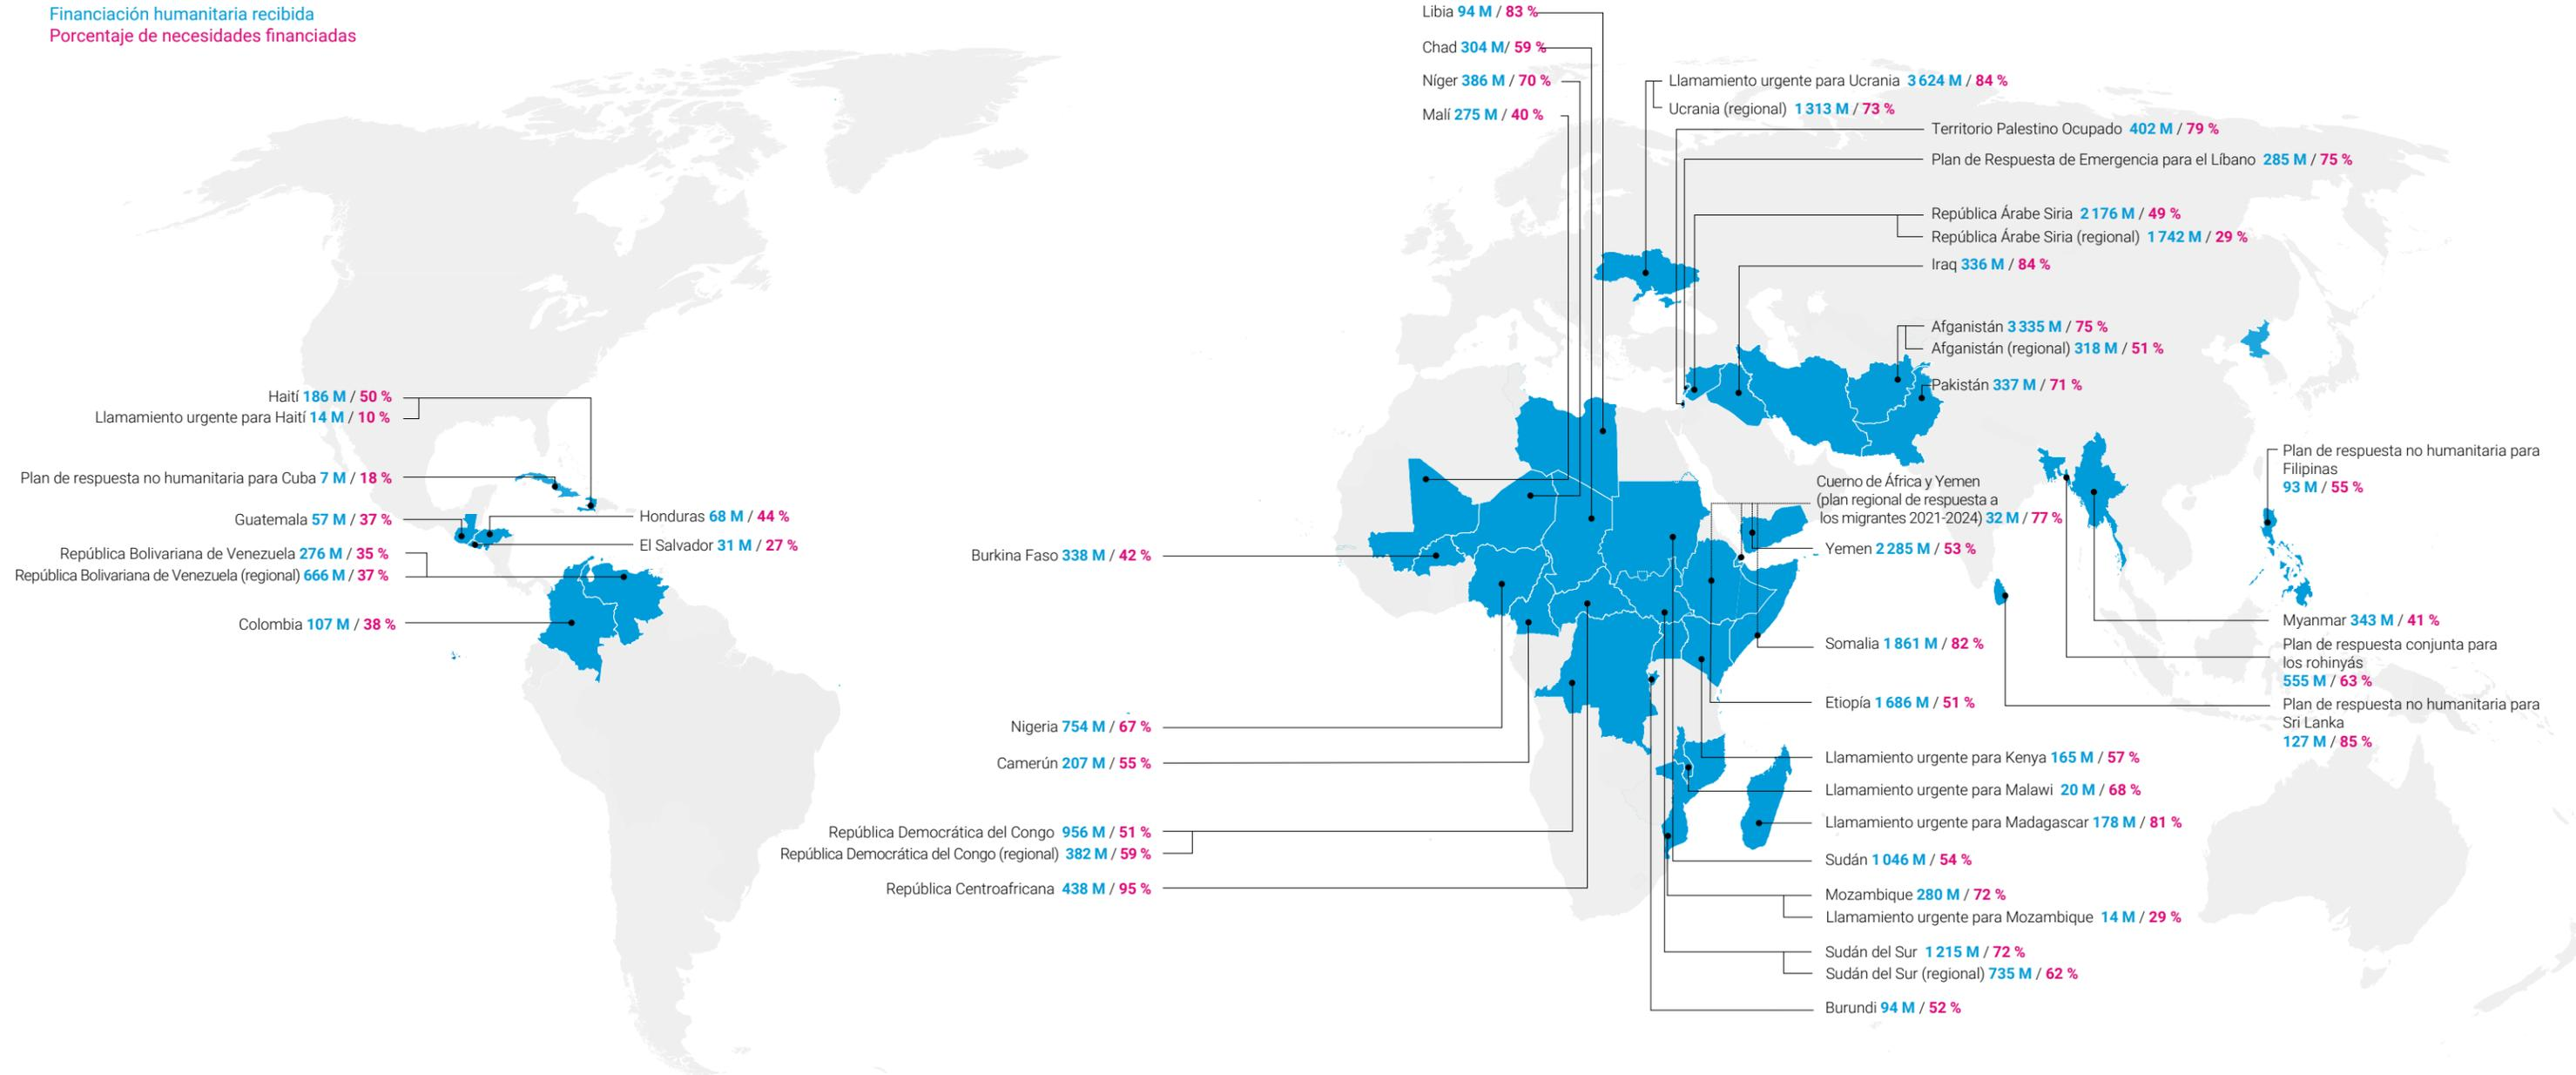 Financiación humanitaria recibida
Porcentaje de necesidades financiadas
Haití 186 M / 50 %
Llamamiento urgente para Haití 14 M / 10 %
Plan de respuesta no humanitaria para Cuba 7 M / 18 %
Guatemala 57 M / 37 %
República Bolivariana de Venezuela 276 M / 35 %
República Bolivariana de Venezuela (regional) 666 M / 37 %
Colombia 107 M / 38 %
Honduras 68 M / 44 %
El Salvador 31 M / 27 %
Libia 94 M / 83 %
Chad 304 M/ 59 %
Níger 386 M / 70 %
Malí 275 M / 40 %
Burkina Faso 338 M / 42 %
Nigeria 754 M / 67 %
Camerún 207 M / 55 %
República Democrática del Congo 956 M / 51 %
República Democrática del Congo (regional) 382 M / 59 %
República Centroafricana 438 M / 95 %
Llamamiento urgente para Ucrania 3 624 M / 84 %
Ucrania (regional) 1 313 M / 73 %
Territorio Palestino Ocupado 402 M / 79 %
Plan de Respuesta de Emergencia para el Líbano 285 M / 75 %
República Árabe Siria 2 176 M / 49 %
República Árabe Siria (regional) 1 742 M / 29 %
Iraq 336 M / 84 %
Afganistán 3 335 M / 75 %
Afganistán (regional) 318 M / 51 %
Pakistán 337 M / 71 %
Cuerno de África y Yemen
(plan regional de respuesta a
los migrantes 2021-2024) 32 M / 77 %
Yemen 2 285 M / 53 %
Somalia 1 861 M / 82 %
Etiopía 1 686 M / 51 %
Llamamiento urgente para Kenya 165 M / 57 %
Llamamiento urgente para Malawi 20 M / 68 %
Llamamiento urgente para Madagascar 178 M / 81 %
Sudán 1 046 M / 54 %
Mozambique 280 M / 72 %
Llamamiento urgente para Mozambique 14 M / 29 %
Sudán del Sur 1 215 M / 72 %
Sudán del Sur (regional) 735 M / 62 %
Burundi 94 M / 52 %
Plan de respuesta no humanitaria para
Filipinas
93 M / 55 %
Myanmar 343 M / 41 %
Plan de respuesta conjunta para
los rohinyás
555 M / 63 %
Plan de respuesta no humanitaria para
Sri Lanka
127 M / 85 %